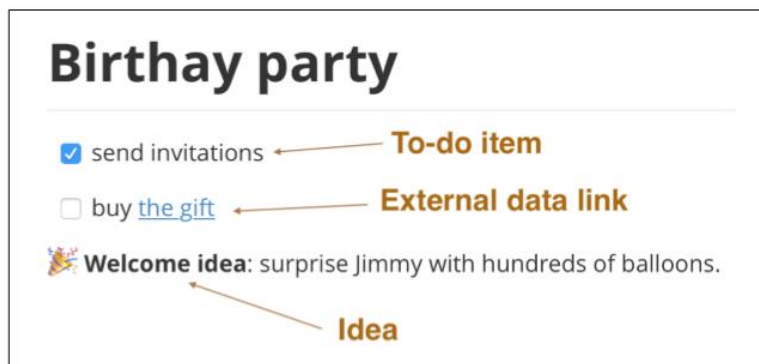 Birthay party
send invitations
To-do item
buy the gift
External data link
Welcome idea: surprise Jimmy with hundreds of balloons.
Idea